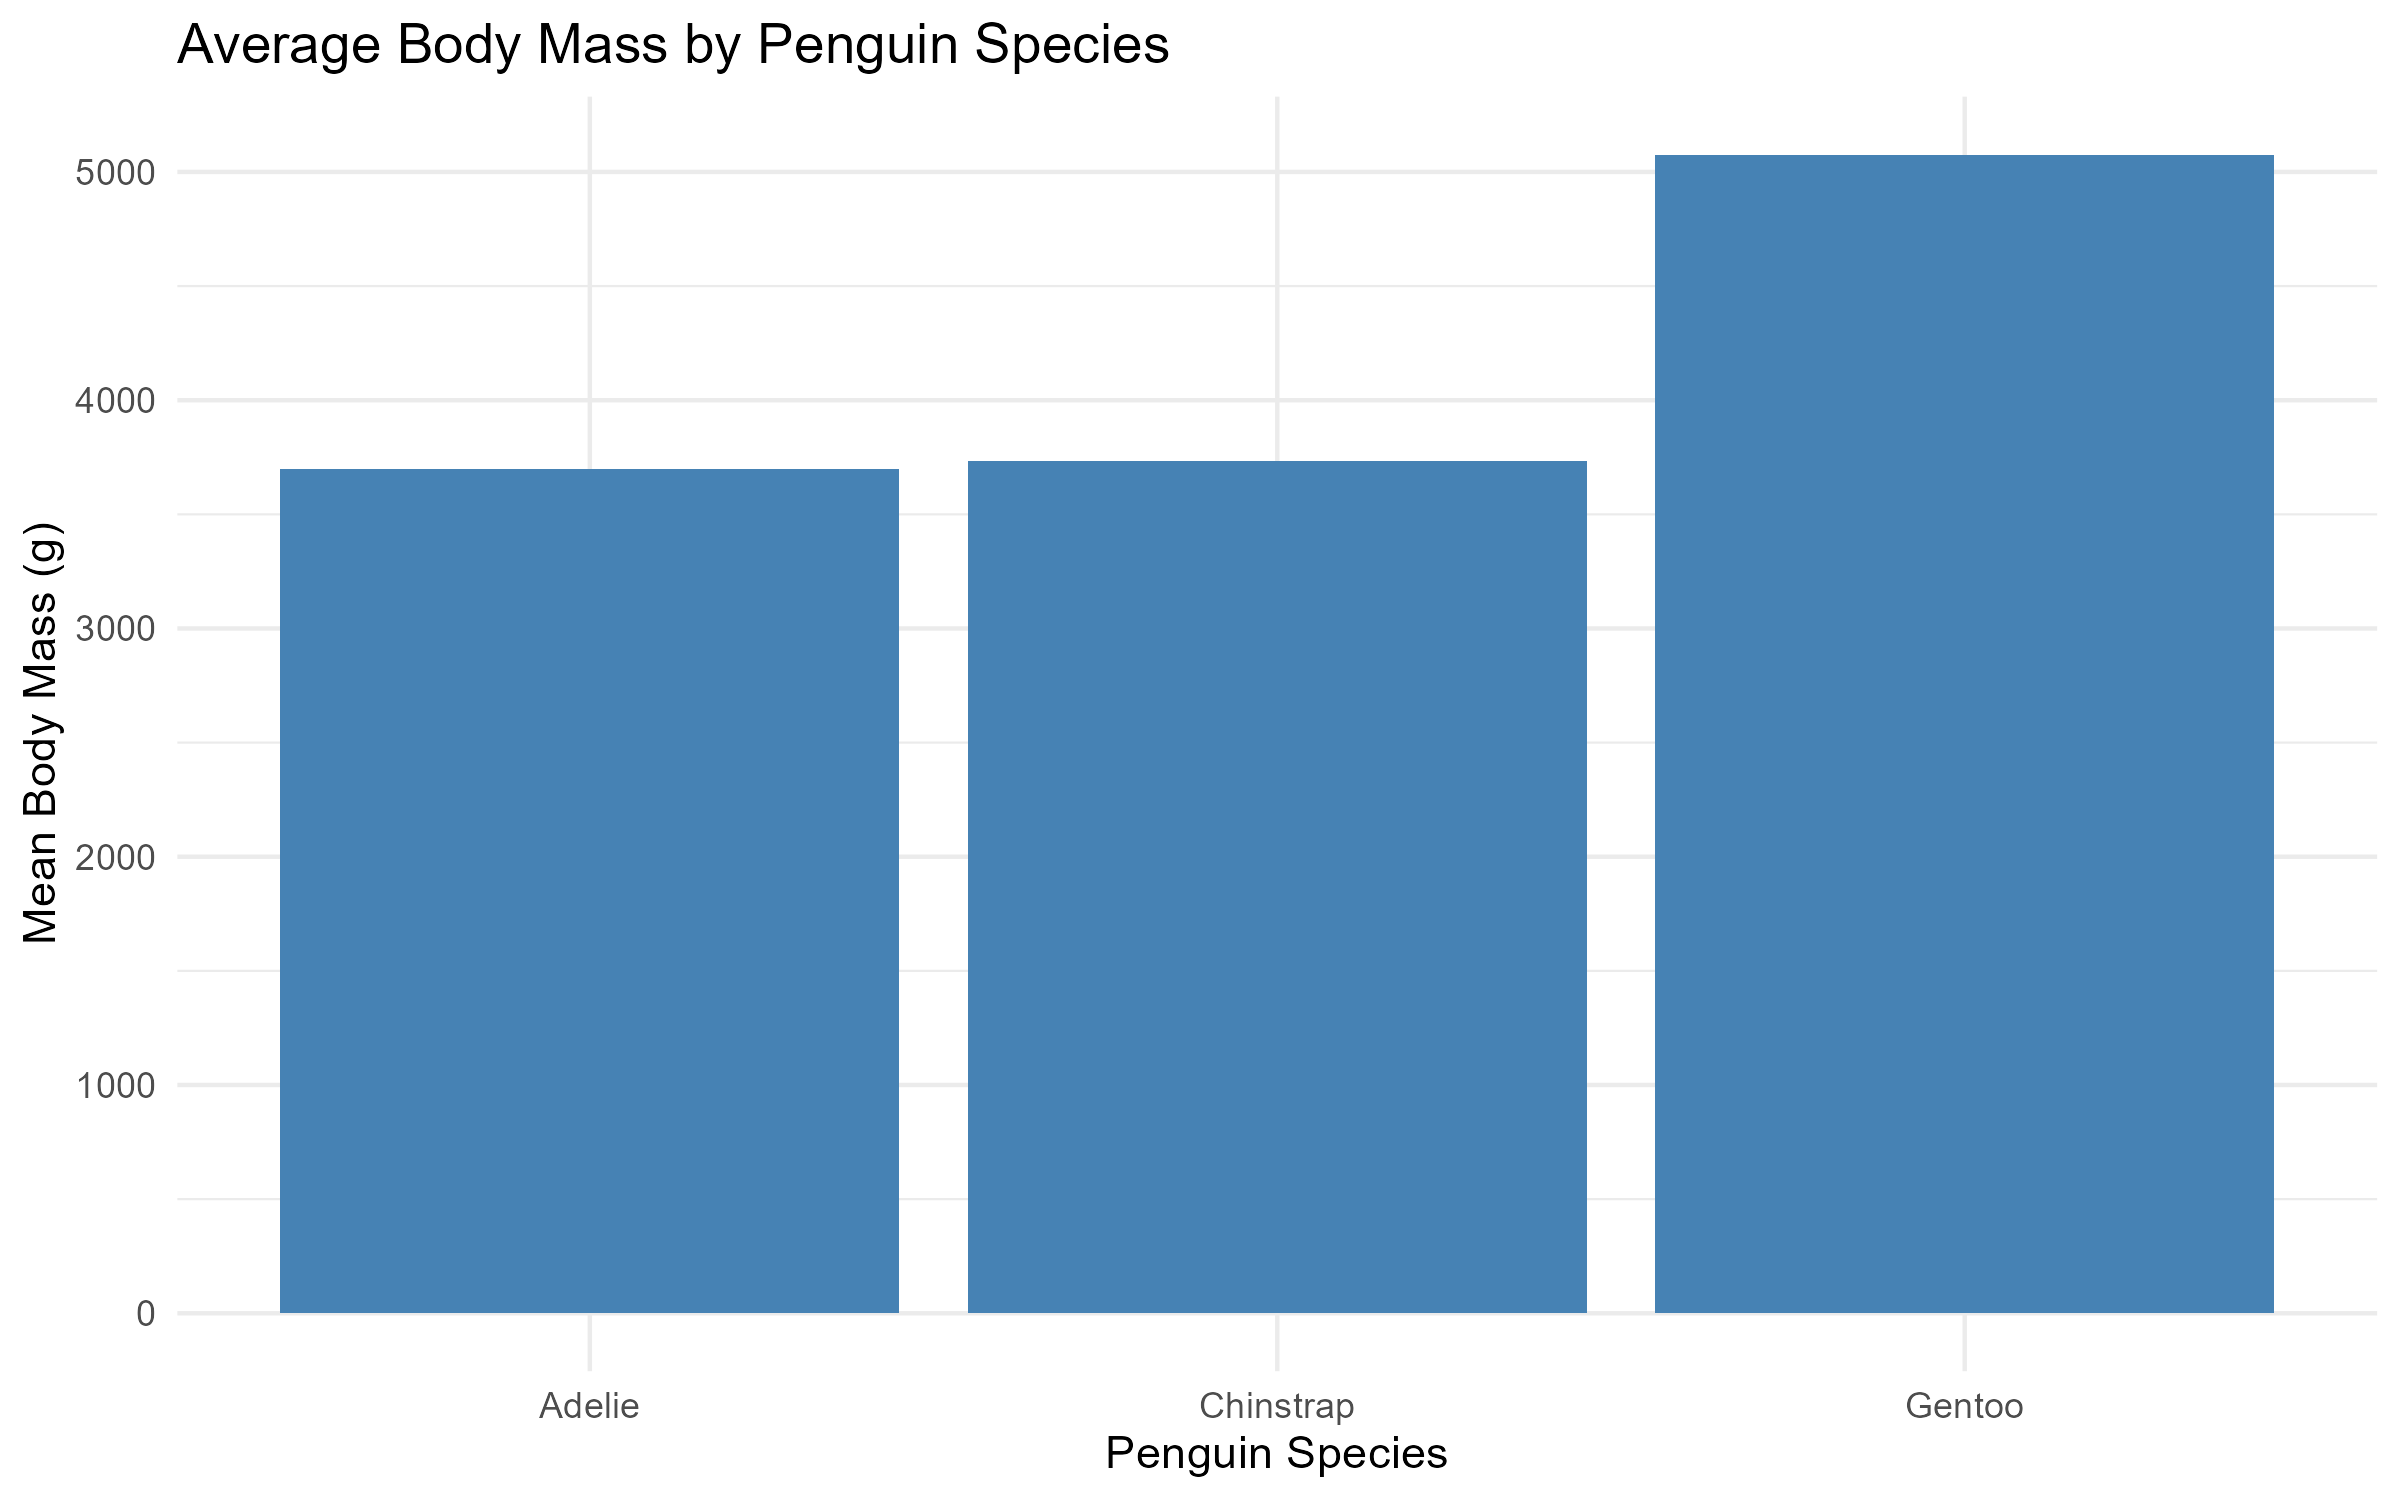 Average Body Mass by Penguin Species
Mean Body Mass (g)
5000
4000
3000
2000
1000
0
Adelie
Chinstrap
Gentoo
Penguin Species